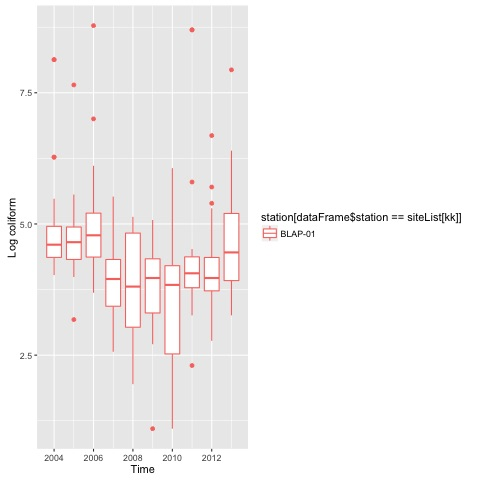 7.5
5.0
2.5
Log coliform
2004
2006
2008
2010
2012
Time
station[dataFrame$station == siteList[kk]]
BLAP-01